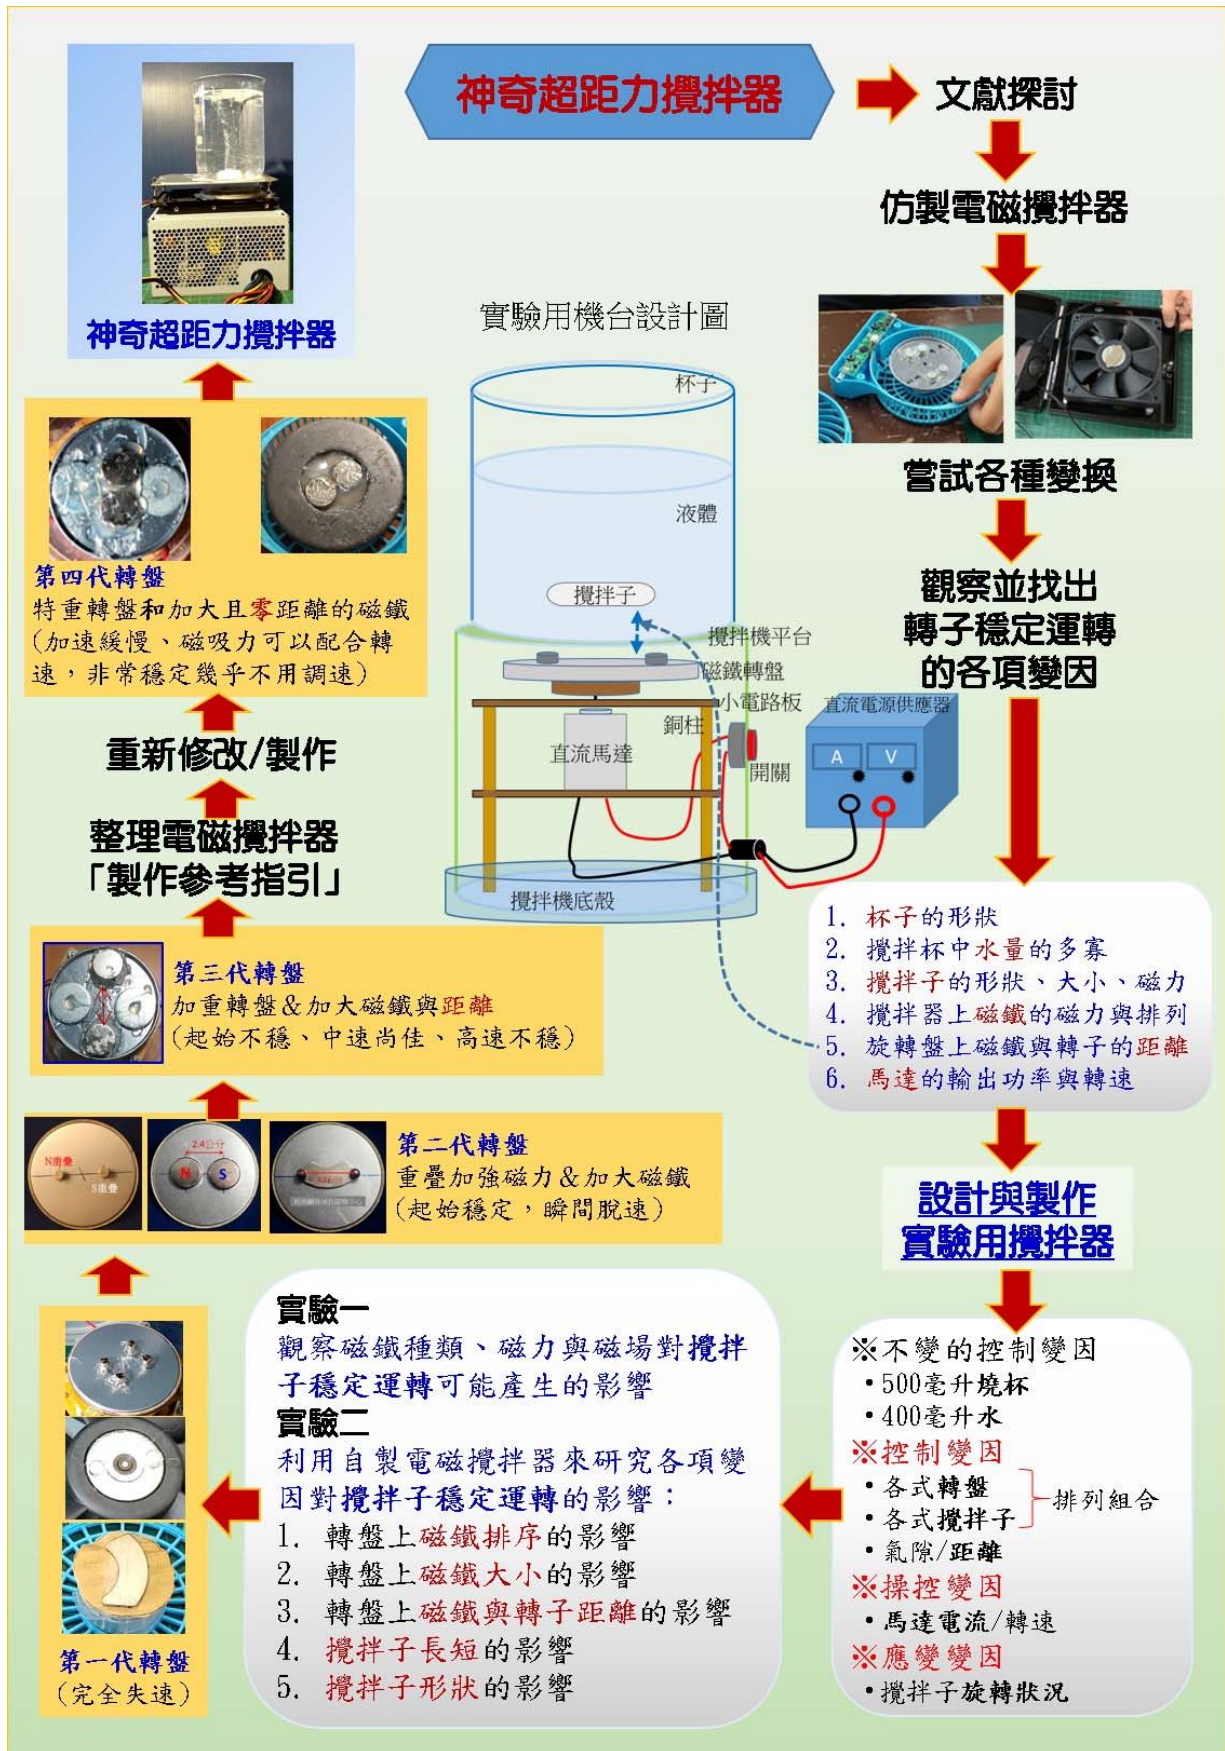 神奇超距力攪拌器
文獻探討
仿製電磁攪拌器
嘗試各種變換
觀察並找出
轉子穩定運轉
的各項變因
實驗用機台設計圖
杯子
液體
攪拌子
攪拌機平台
磁鐵轉盤
小電路板
銅柱
直流馬達
開關
直流電源供應器
A
V
攪拌機底殼
1. 杯子的形狀
2. 攪拌杯中水量的多寡
3. 攪拌子的形狀、大小、磁力
4. 攪拌器上磁鐵的磁力與排列
5. 旋轉盤上磁鐵與轉子的距離
6. 馬達的輸出功率與轉速
設計與製作
實驗用攪拌器
※不變的控制變因
•500毫升燒杯
•400毫升水
※控制變因
•各式轉盤
•各式攪拌子
排列組合
•氣隙/距離
※操控變因
•馬達電流/轉速
※應變變因
•攪拌子旋轉狀況
實驗一
觀察磁鐵種類、磁力與磁場對攪拌
子穩定運轉可能產生的影響
實驗二
利用自製電磁攪拌器來研究各項變
因對攪拌子穩定運轉的影響：
1. 轉盤上磁鐵排序的影響
2. 轉盤上磁鐵大小的影響
3. 轉盤上磁鐵與轉子距離的影響
4. 攪拌子長短的影響
5. 攪拌子形狀的影響
第一代轉盤
(完全失速)
N重疊
S重疊
2.4公分
N
S
第二代轉盤
重疊加強磁力＆加大磁鐵
(起始穩定，瞬間脫速)
第三代轉盤
加重轉盤＆加大磁鐵與距離
(起始不穩、中速尚佳、高速不穩)
整理電磁攪拌器
「製作參考指引」
重新修改/製作
第四代轉盤
特重轉盤和加大且零距離的磁鐵
(加速緩慢、磁吸力可以配合轉
速，非常穩定幾乎不用調速)
神奇超距力攪拌器